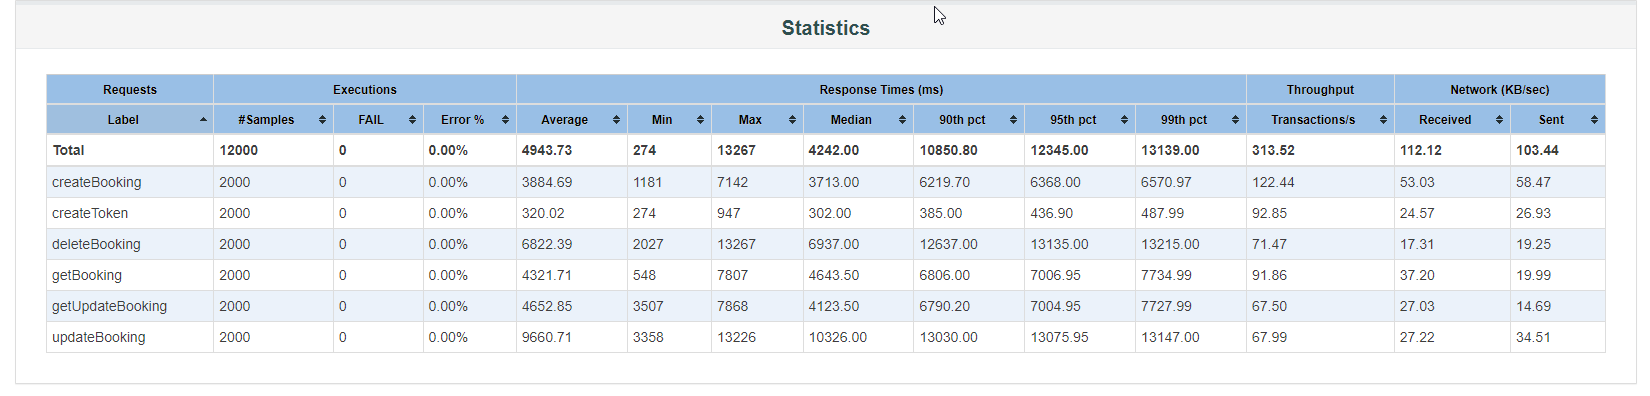 Statistics
Requests Executions Response Times (ms) Throughput Network (KB/sec)
Label #Samples FAIL Error % Average Min Max Median 90th pct 95th pct 99th pct Transactions/s Received Sent
Total 12000 0 0.00% 4943.73 274 13267 4242.00 10850.80 12345.00 13139.00 313.52 112.12 103.44
createBooking 2000 0 0.00% 3884.69 1181 7142 3713.00 6219.70 6368.00 6570.97 122.44 53.03 58.47
createToken 2000 0 0.00% 320.02 274 947 302.00 385.00 436.90 487.99 92.85 24.57 26.93
deleteBooking 2000 0 0.00% 6822.39 2027 13267 6937.00 12637.00 13135.00 13215.00 71.47 17.31 19.25
getBooking 2000 0 0.00% 4321.71 548 7807 4643.50 6806.00 7006.95 7734.99 91.86 37.20 19.99
getUpdateBooking 2000 0 0.00% 4652.85 3507 7868 4123.50 6790.20 7004.95 7727.99 67.50 27.03 14.69
updateBooking 2000 0 0.00% 9660.71 3358 13226 10326.00 13030.00 13075.95 13147.00 67.99 27.22 34.51